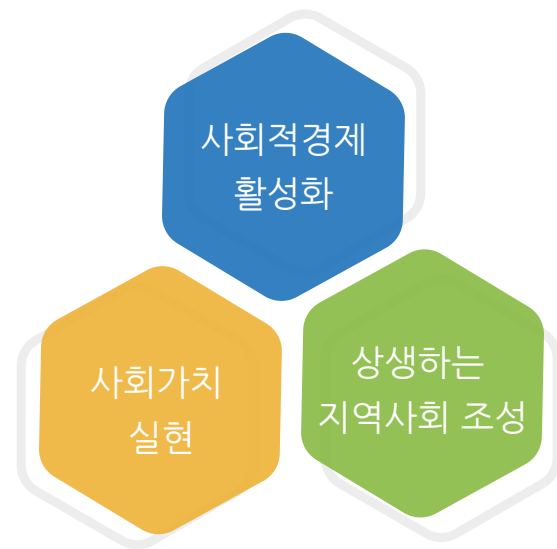 사회적경제
활성화
사회가치
실현
상생하는
지역사회 조성